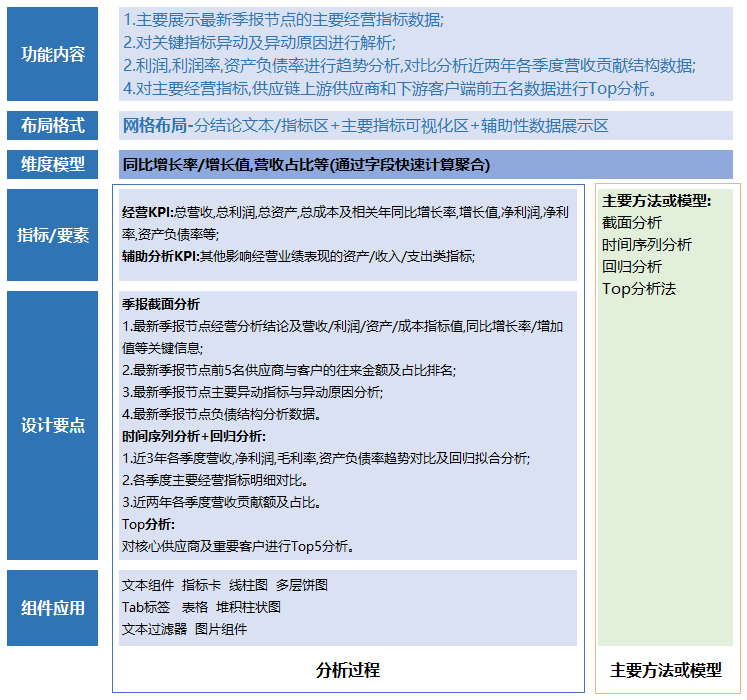 功能内容
1.主要展示最新季报节点的主要经营指标数据;
2.对关键指标异动及异动原因进行解析;
2.利润,利润率,资产负债率进行趋势分析,对比分析近两年各季度营收贡献结构数据;
4.对主要经营指标,供应链上游供应商和下游客户端前五名数据进行Top分析。
布局格式
网格布局-分结论文本/指标区+主要指标可视化区+辅助性数据展示区
维度模型
同比增长率/增长值,营收占比等(通过字段快速计算聚合)
指标/要素
经营KPI:总营收,总利润,总资产,总成本及相关年同比增长率,增长值,净利润,净利
率,资产负债率等;
辅助分析KPI:其他影响经营业绩表现的资产/收入/支出类指标;
设计要点
季报截面分析
1.最新季报节点经营分析结论及营收/利润/资产/成本指标值,同比增长率/增加
值等关键信息;
2.最新季报节点前5名供应商与客户的往来金额及占比排名;
3.最新季报节点主要异动指标与异动原因分析;
4.最新季报节点负债结构分析数据。
时间序列分析+回归分析:
1.近3年各季度营收,净利润,毛利率,资产负债率趋势对比及回归拟合分析;
2.各季度主要经营指标明细对比。
3.近两年各季度营收贡献额及占比。
Top分析:
对核心供应商及重要客户进行Top5分析。
组件应用
文本组件 指标卡 线柱图 多层饼图
Tab标签 表格 堆积柱状图
文本过滤器 图片组件
分析过程
主要方法或模型:
截面分析
时间序列分析
回归分析
Top分析法
主要方法或模型